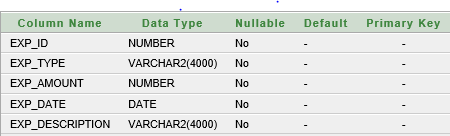 Column Name Data Type Nullable Default Primary Key
EXP_ID NUMBER No - -
EXP_TYPE VARCHAR2(4000) No - -
EXP_AMOUNT NUMBER No - -
EXP_DATE DATE No - -
EXP_DESCRIPTION VARCHAR2(4000) No - -